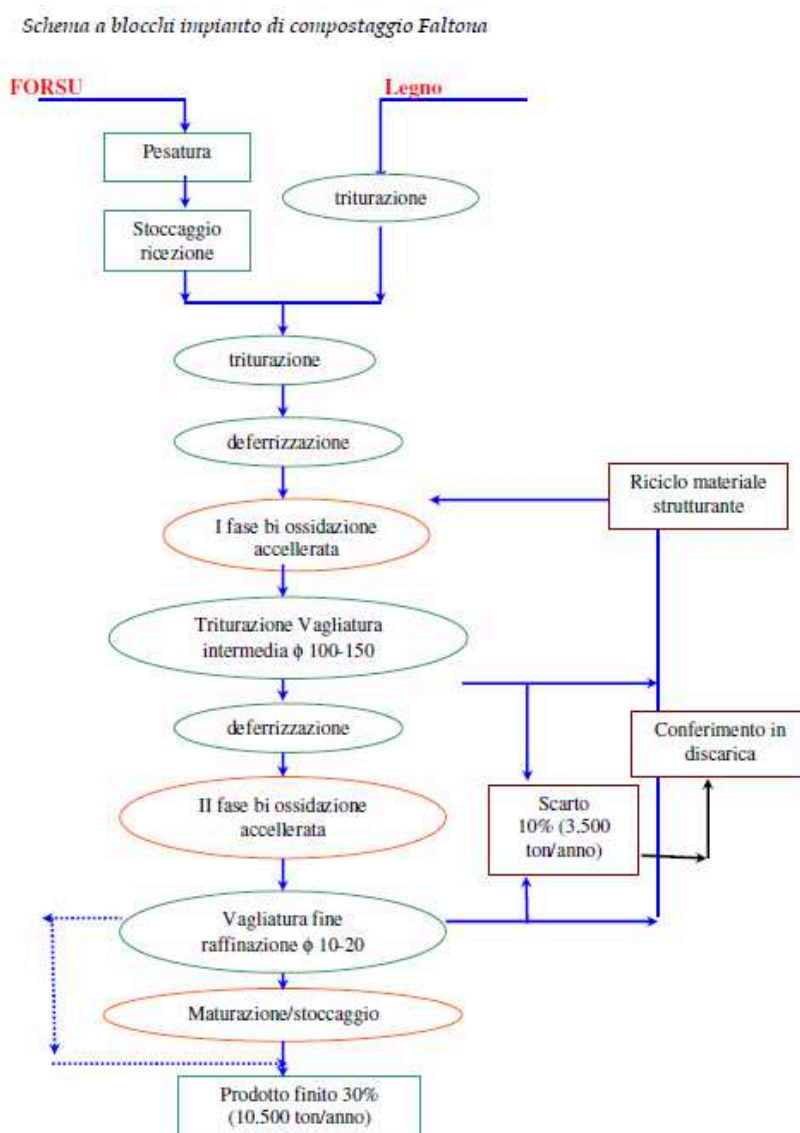 Schema a blocchi impianto di compostaggio Faltona
FORSU
Legno
Pesatura
triturazione
Stoccaggio
ricezione
triturazione
deferrizzazione
Riciclo materiale
strutturante
I fase bi ossidazione
accellerata
Triturazione Vagliatura
intermedia ϕ 100-150
deferrizzazione
Conferimento in
discarica
II fase bi ossidazione
accellerata
Scarto
10% (3.500
ton/anno)
Vagliatura fine
raffinazione ϕ 10-20
Maturazione/stoccaggio
Prodotto finito 30%
(10.500 ton/anno)